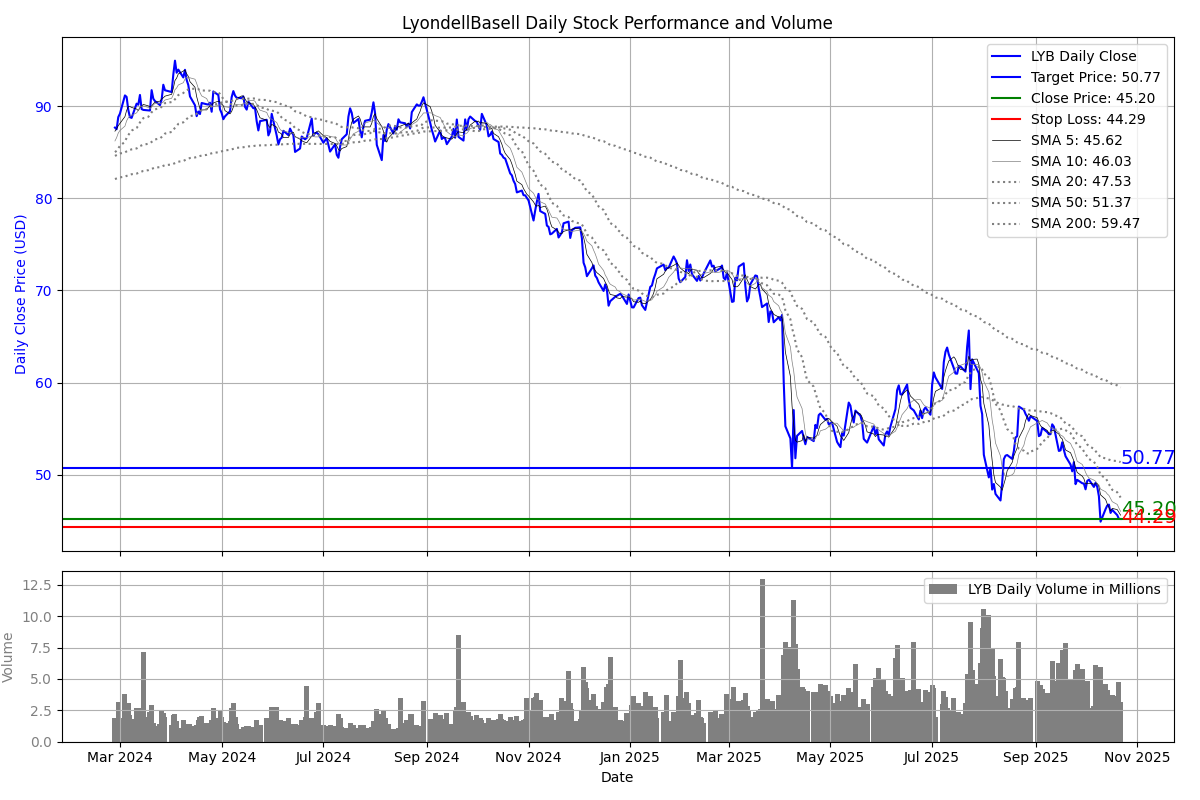 LyondellBasell Daily Stock Performance and Volume
Daily Close Price (USD)
90
80
70
60
50
LYB Daily Close
Target Price: 50.77
Close Price: 45.20
Stop Loss: 44.29
SMA 5: 45.62
SMA 10: 46.03
SMA 20: 47.53
SMA 50: 51.37
SMA 200: 59.47
50.77
45.20
44.29
Volume
12.5
10.0
7.5
5.0
2.5
0.0
LYB Daily Volume in Millions
Mar 2024
May 2024
Jul 2024
Sep 2024
Nov 2024
Jan 2025
Mar 2025
May 2025
Jul 2025
Sep 2025
Nov 2025
Date